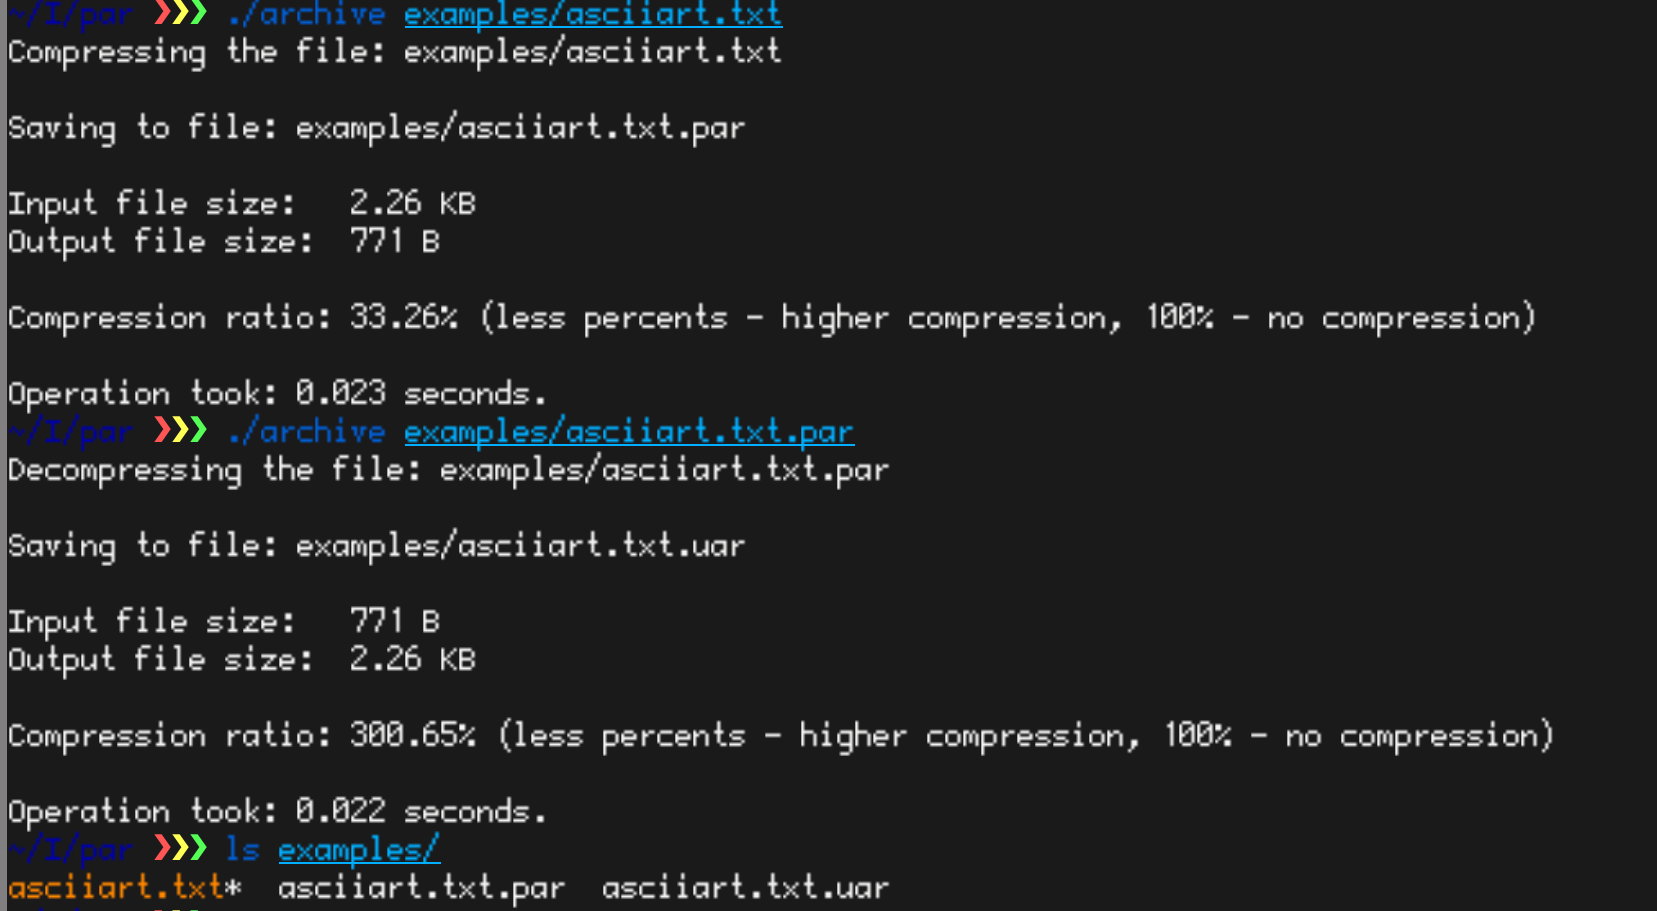 ~/I/par ❯❯❯ ./archive examples/asciiart.txt
Compressing the file: examples/asciiart.txt
Saving to file: examples/asciiart.txt.par
Input file size:   2.26 KB
Output file size:  771 B
Compression ratio: 33.26% (less percents - higher compression, 100% - no compression)
Operation took: 0.023 seconds.
~/I/par ❯❯❯ ./archive examples/asciiart.txt.par
Decompressing the file: examples/asciiart.txt.par
Saving to file: examples/asciiart.txt.uar
Input file size:   771 B
Output file size:  2.26 KB
Compression ratio: 300.65% (less percents - higher compression, 100% - no compression)
Operation took: 0.022 seconds.
~/I/par ❯❯❯ ls examples/
asciiart.txt*  asciiart.txt.par  asciiart.txt.uar